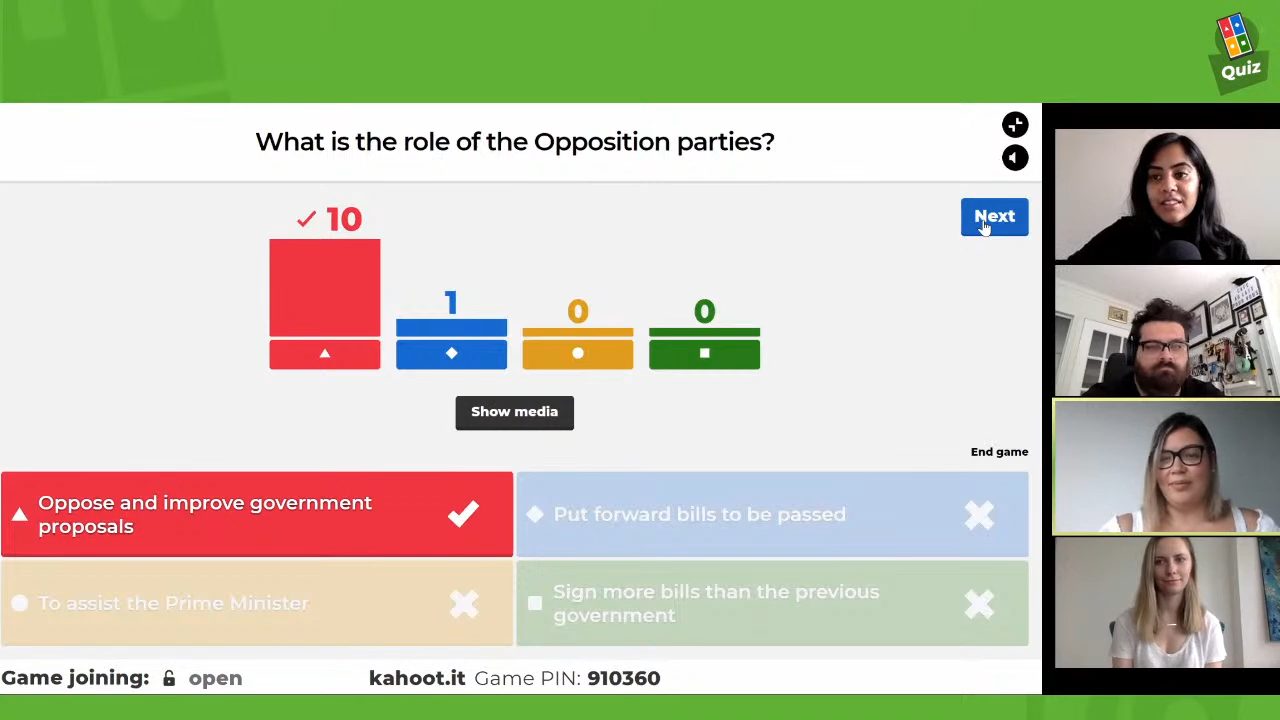 Quiz
What is the role of the Opposition parties?
10
1
0
0
Next
Show media
End game
Oppose and improve government
proposals
Put forward bills to be passed
To assist the Prime Minister
Sign more bills than the previous
government
Game joining: open
kahoot.it Game PIN: 910360